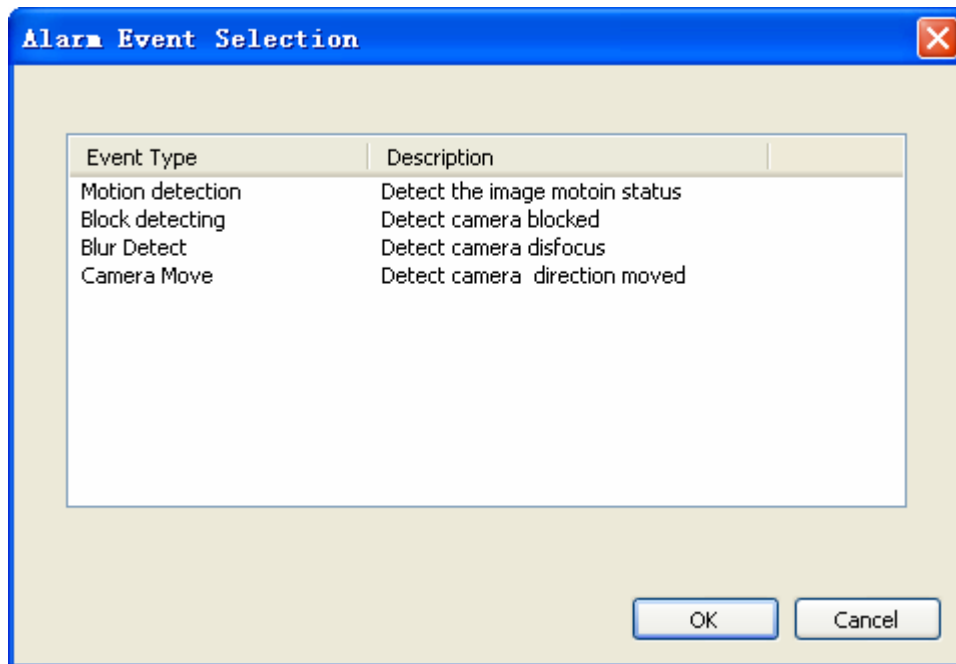 Alarm Event Selection
Event Type Description
Motion detection Detect the image motoin status
Block detecting Detect camera blocked
Blur Detect Detect camera disfocus
Camera Move Detect camera  direction moved
OK Cancel